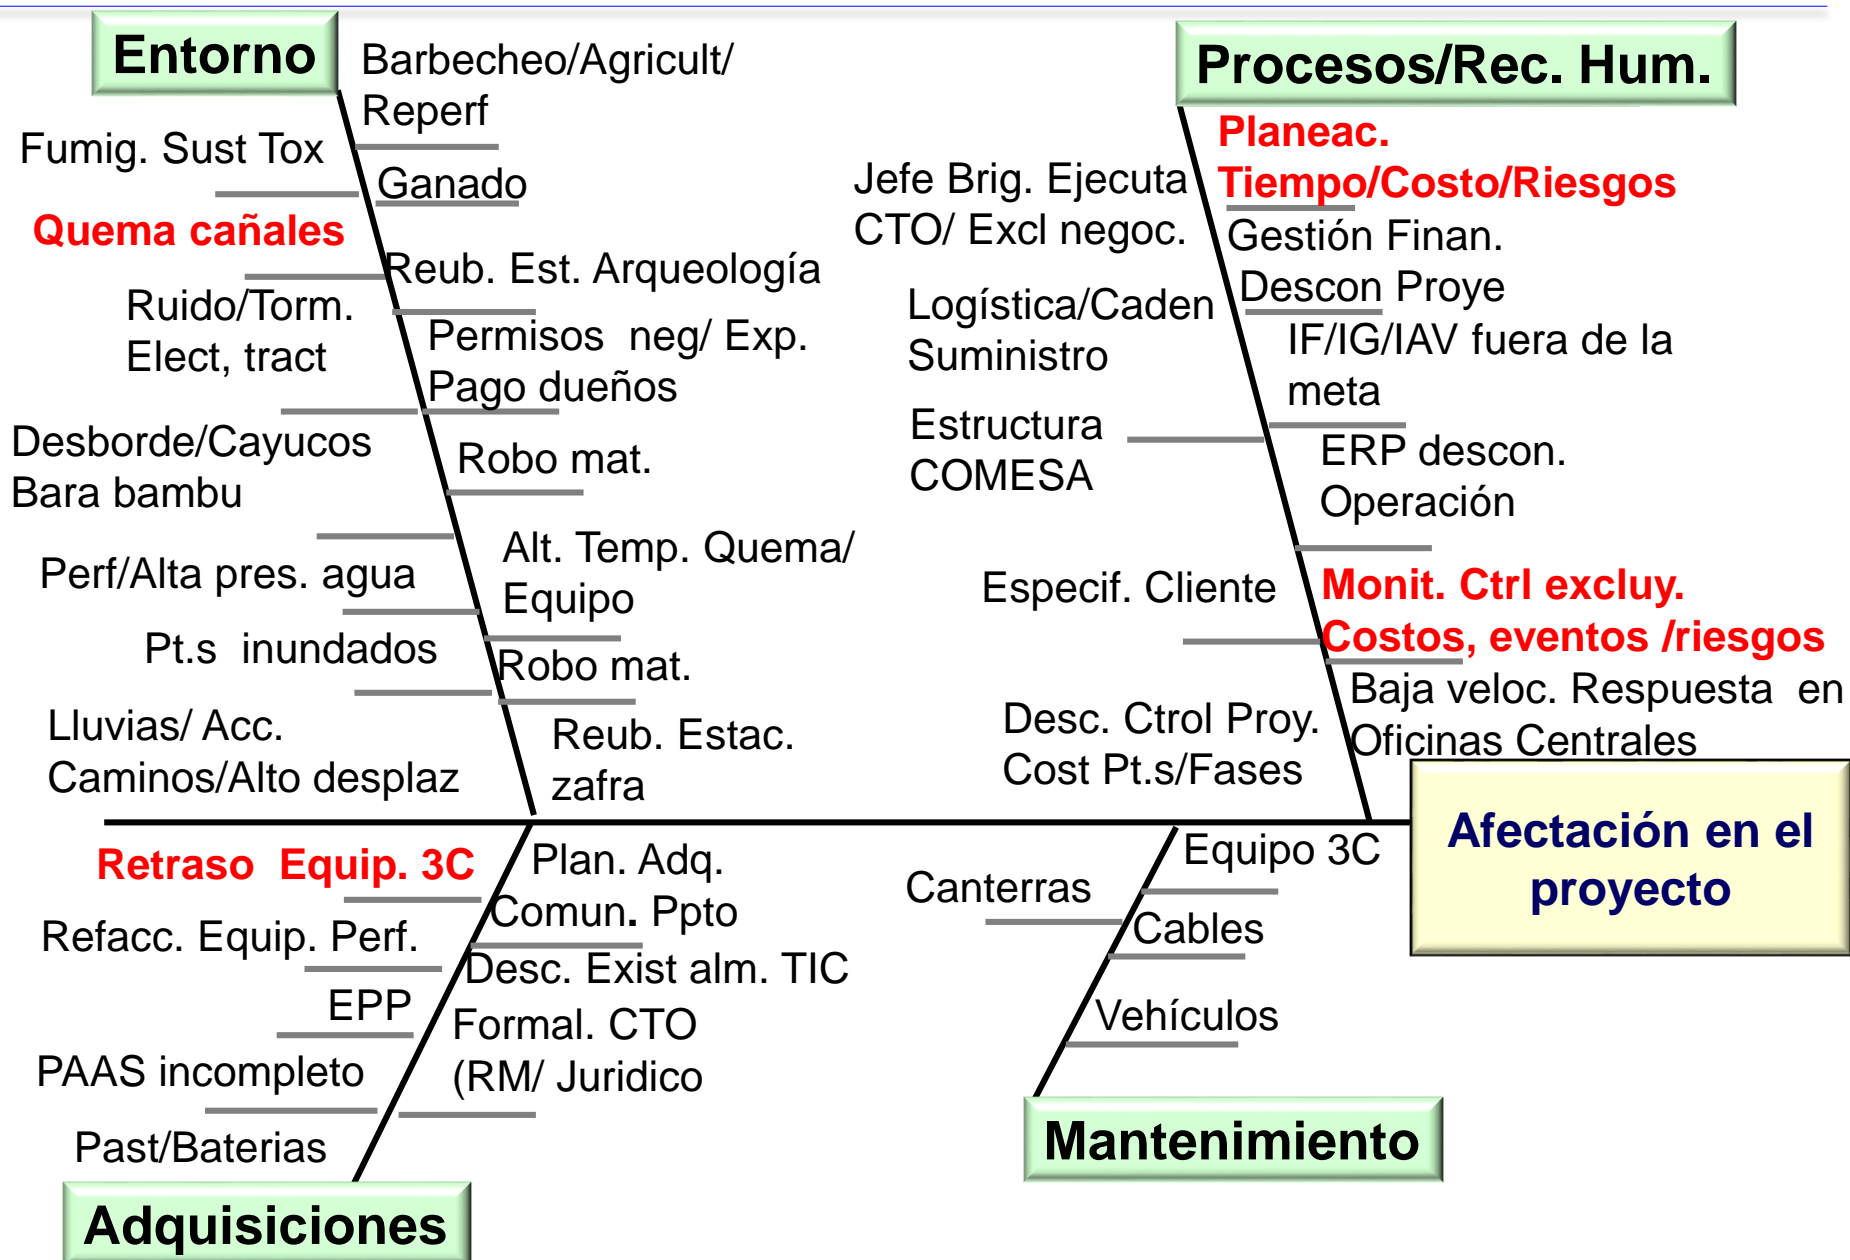 Entorno
Barbecheo/Agricult/
Reperf
Fumig. Sust Tox
Ganado
Quema cañales
Reub. Est. Arqueología
Ruido/Torm.
Elect, tract
Permisos neg/ Exp.
Pago dueños
Desborde/Cayucos
Bara bambu
Robo mat.
Perf/Alta pres. agua
Alt. Temp. Quema/
Equipo
Pt.s inundados
Robo mat.
Lluvias/ Acc.
Caminos/Alto desplaz
Reub. Estac.
zafra
Procesos/Rec. Hum.
Planeac.
Tiempo/Costo/Riesgos
Jefe Brig. Ejecuta
CTO/ Excl negoc.
Gestión Finan.
Descon Proye
Logística/Caden
Suministro
IF/IG/IAV fuera de la
meta
Estructura
COMESA
ERP descon.
Operación
Especif. Cliente
Monit. Ctrl excluy.
Costos, eventos /riesgos
Baja veloc. Respuesta en
Oficinas Centrales
Desc. Ctrol Proy.
Cost Pt.s/Fases
Afectación en el
proyecto
Retraso Equip. 3C
Plan. Adq.
Comun. Ppto
Refacc. Equip. Perf.
Desc. Exist alm. TIC
EPP
Formal. CTO
(RM/ Juridico
PAAS incompleto
Past/Baterias
Adquisiciones
Equipo 3C
Canterras
Cables
Vehículos
Mantenimiento